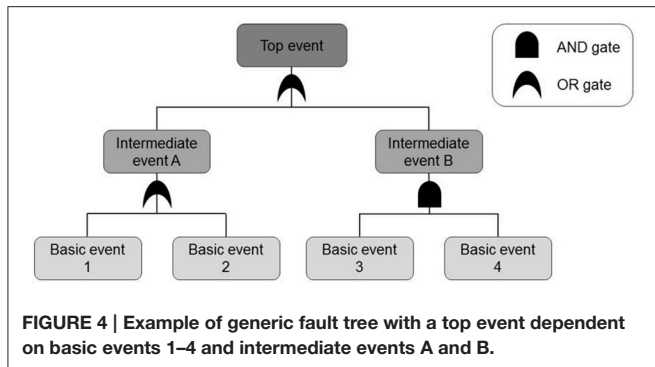 Top event
AND gate
OR gate
Intermediate
event A
Intermediate
event B
Basic event
1
Basic event
2
Basic event
3
Basic event
4
FIGURE 4 | Example of generic fault tree with a top event dependent
on basic events 1–4 and intermediate events A and B.